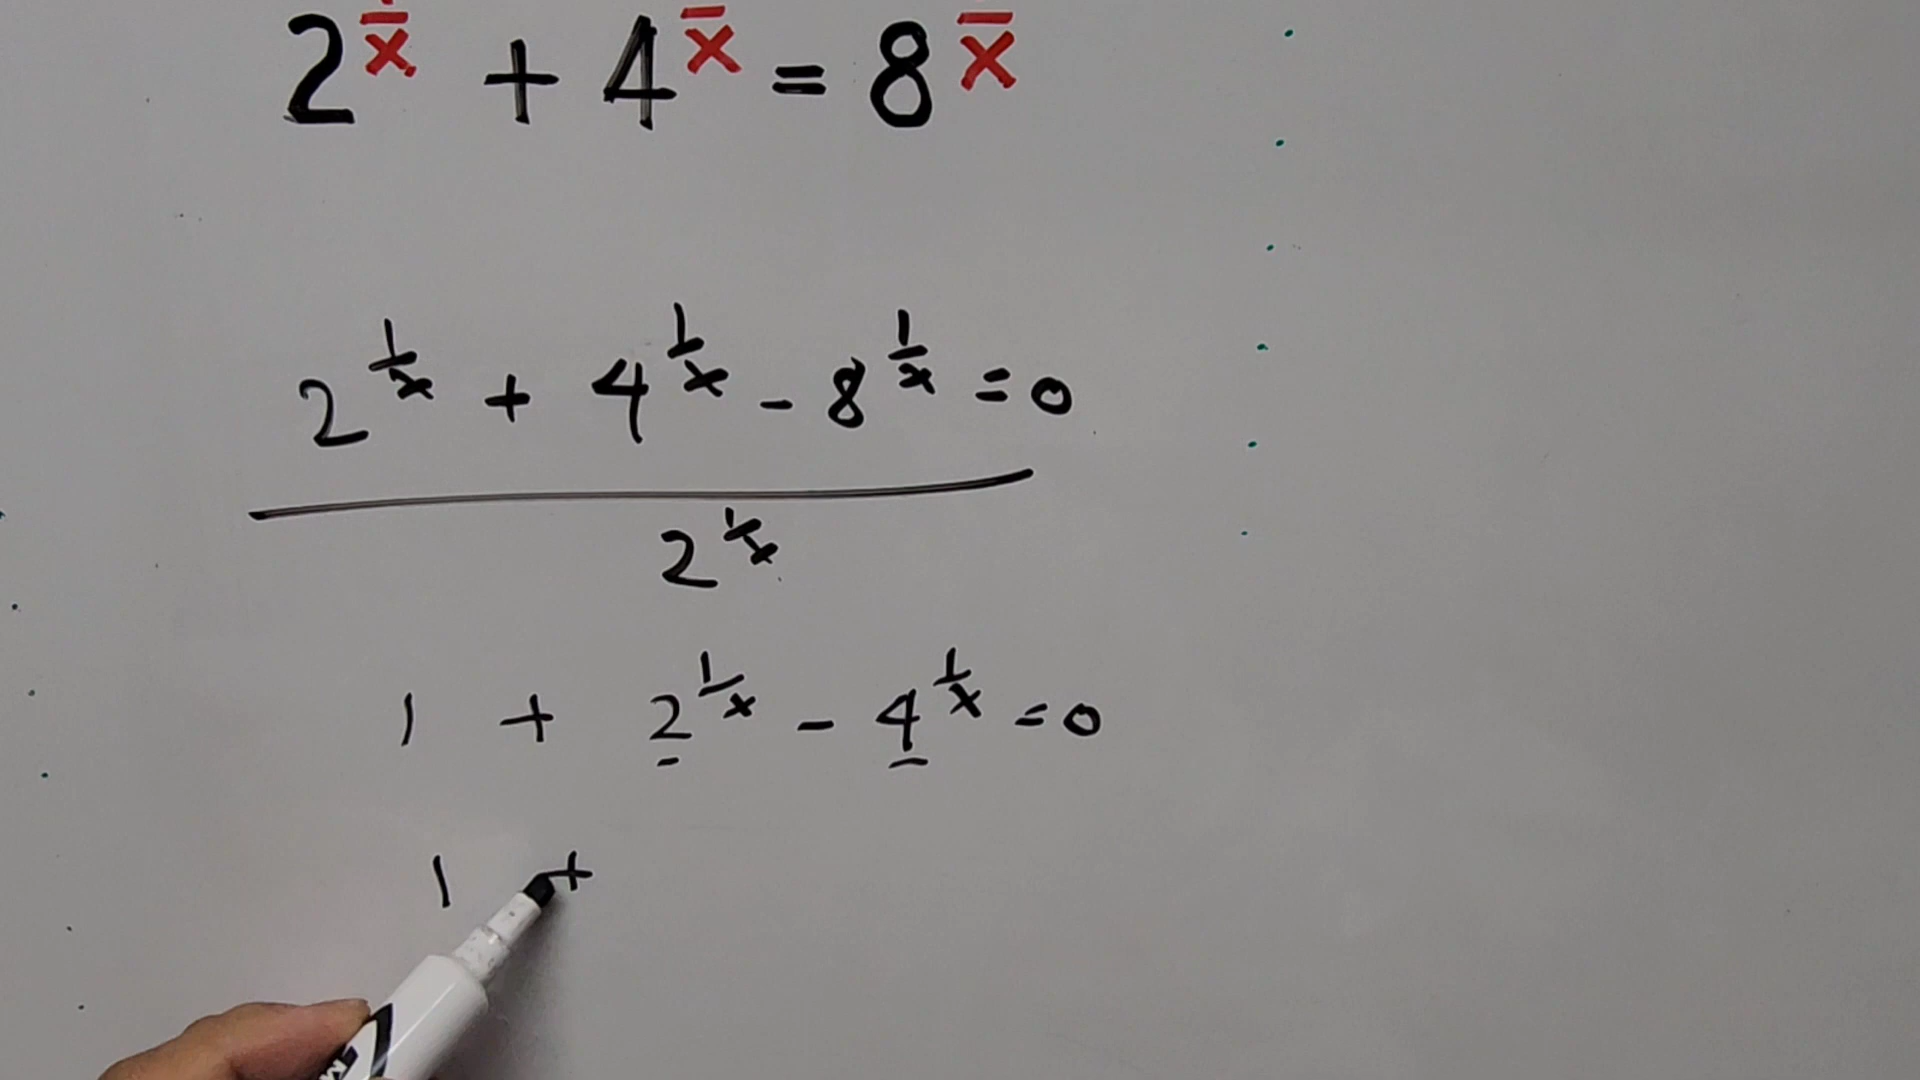 2^{1/x} + 4^{1/x} = 8^{1/x}
2^{1/x} + 4^{1/x} - 8^{1/x} = 0
2^{1/x}
1 + 2^{1/x} - 4^{1/x} = 0
1 +